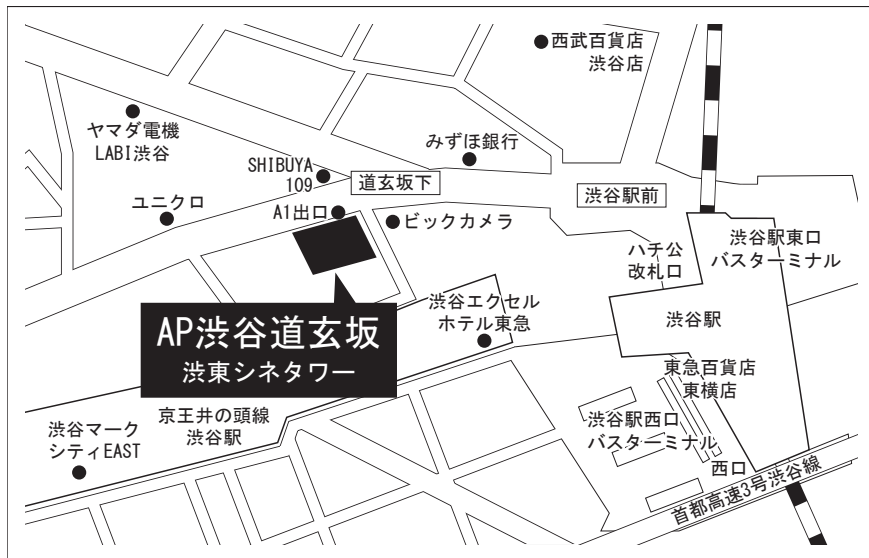 西武百貨店
渋谷店
ヤマダ電機
LABI渋谷
みずほ銀行
SHIBUYA
109
道玄坂下
渋谷駅前
ユニクロ
A1出口
ビックカメラ
ハチ公
改札口
渋谷駅東口
バスターミナル
渋谷エクセル
ホテル東急
渋谷駅
AP渋谷道玄坂
渋東シネタワー
東急百貨店
東横店
京王井の頭線
渋谷駅
渋谷駅西口
バスターミナル
渋谷マーク
シティEAST
西口
首都高速3号渋谷線